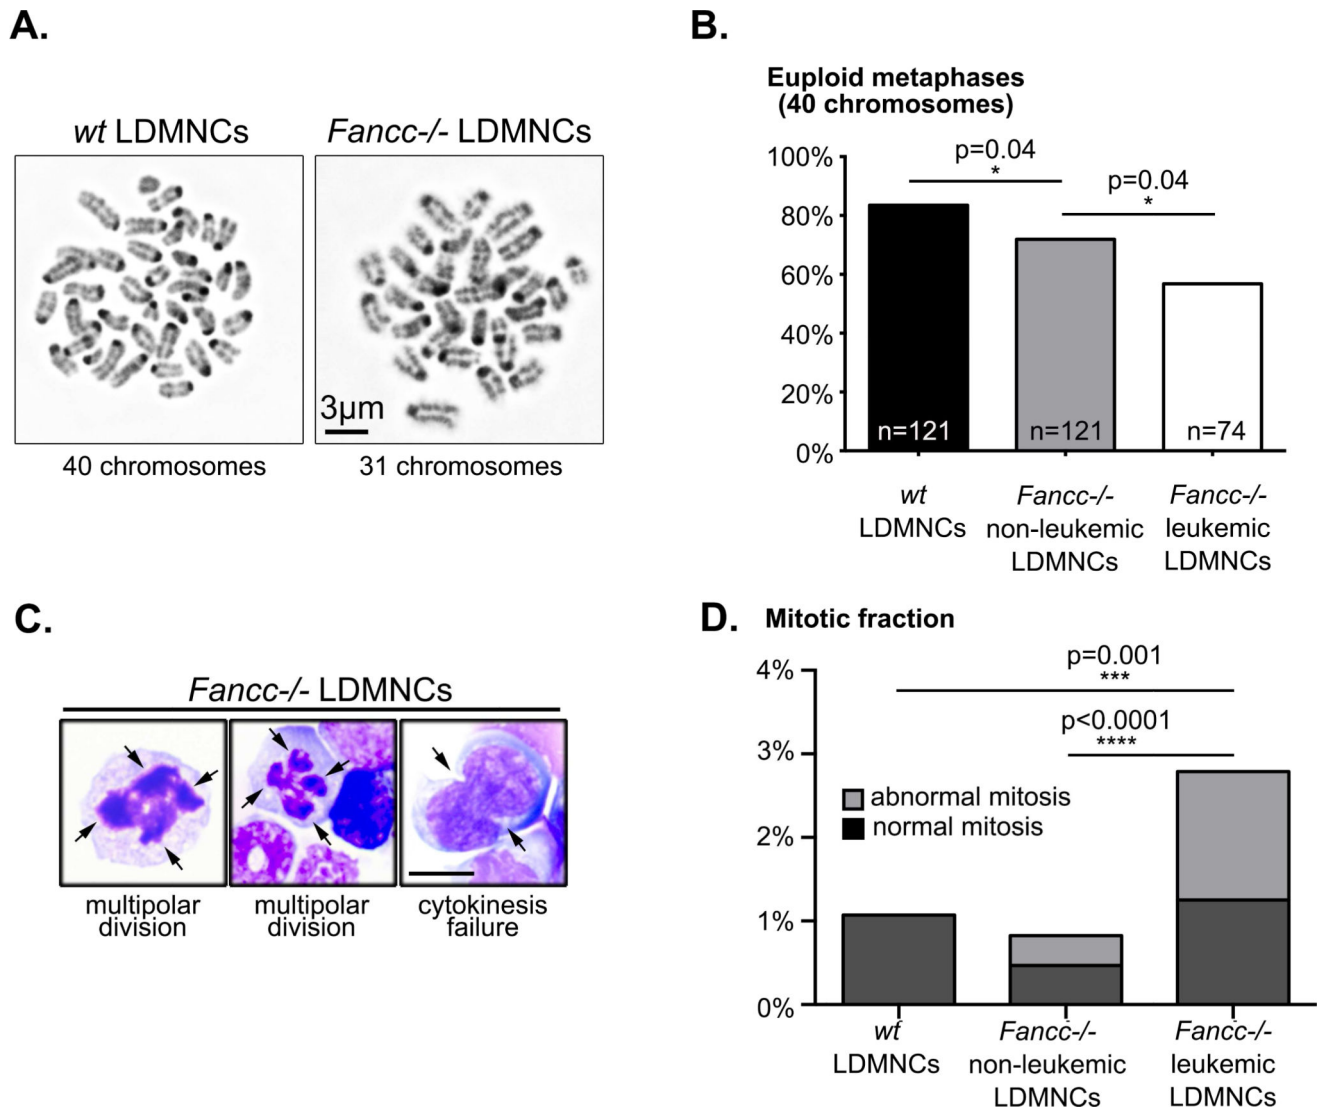 A.
wt LDMNCs
Fancc-/- LDMNCs
3μm
40 chromosomes
31 chromosomes
B.
Euploid metaphases
(40 chromosomes)
100%
80%
60%
40%
20%
0%
p=0.04
*
p=0.04
*
n=121
n=121
n=74
wt
LDMNCs
Fancc-/-
non-leukemic
LDMNCs
Fancc-/-
leukemic
LDMNCs
C.
Fancc-/- LDMNCs
multipolar
division
multipolar
division
cytokinesis
failure
D.
Mitotic fraction
4%
3%
2%
1%
0%
p=0.001
***
p<0.0001
****
abnormal mitosis
normal mitosis
wt
LDMNCs
Fancc-/-
non-leukemic
LDMNCs
Fancc-/-
leukemic
LDMNCs